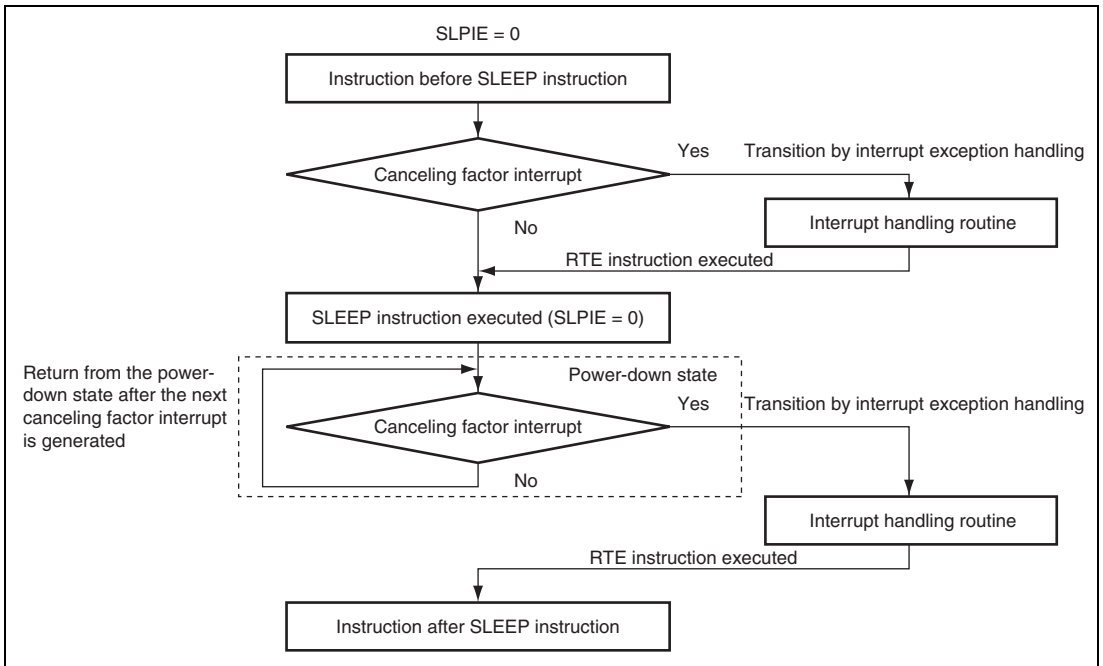 SLPIE = 0
Instruction before SLEEP instruction
Canceling factor interrupt
Yes
Transition by interrupt exception handling
Interrupt handling routine
No
RTE instruction executed
SLEEP instruction executed (SLPIE = 0)
Return from the power-
down state after the next
canceling factor interrupt
is generated
Power-down state
Yes
Transition by interrupt exception handling
Canceling factor interrupt
No
Interrupt handling routine
RTE instruction executed
Instruction after SLEEP instruction